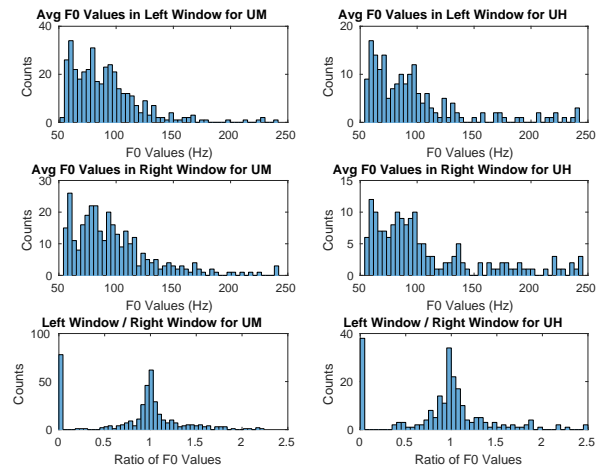 Avg F0 Values in Left Window for UM
40
20
0
Counts
50 100 150 200 250
F0 Values (Hz)
Avg F0 Values in Left Window for UH
20
10
0
Counts
50 100 150 200 250
F0 Values (Hz)
Avg F0 Values in Right Window for UM
30
20
10
0
Counts
50 100 150 200 250
F0 Values (Hz)
Avg F0 Values in Right Window for UH
15
10
5
0
Counts
50 100 150 200 250
F0 Values (Hz)
Left Window / Right Window for UM
100
50
0
Counts
0 0.5 1 1.5 2 2.5
Ratio of F0 Values
Left Window / Right Window for UH
40
20
0
Counts
0 0.5 1 1.5 2 2.5
Ratio of F0 Values